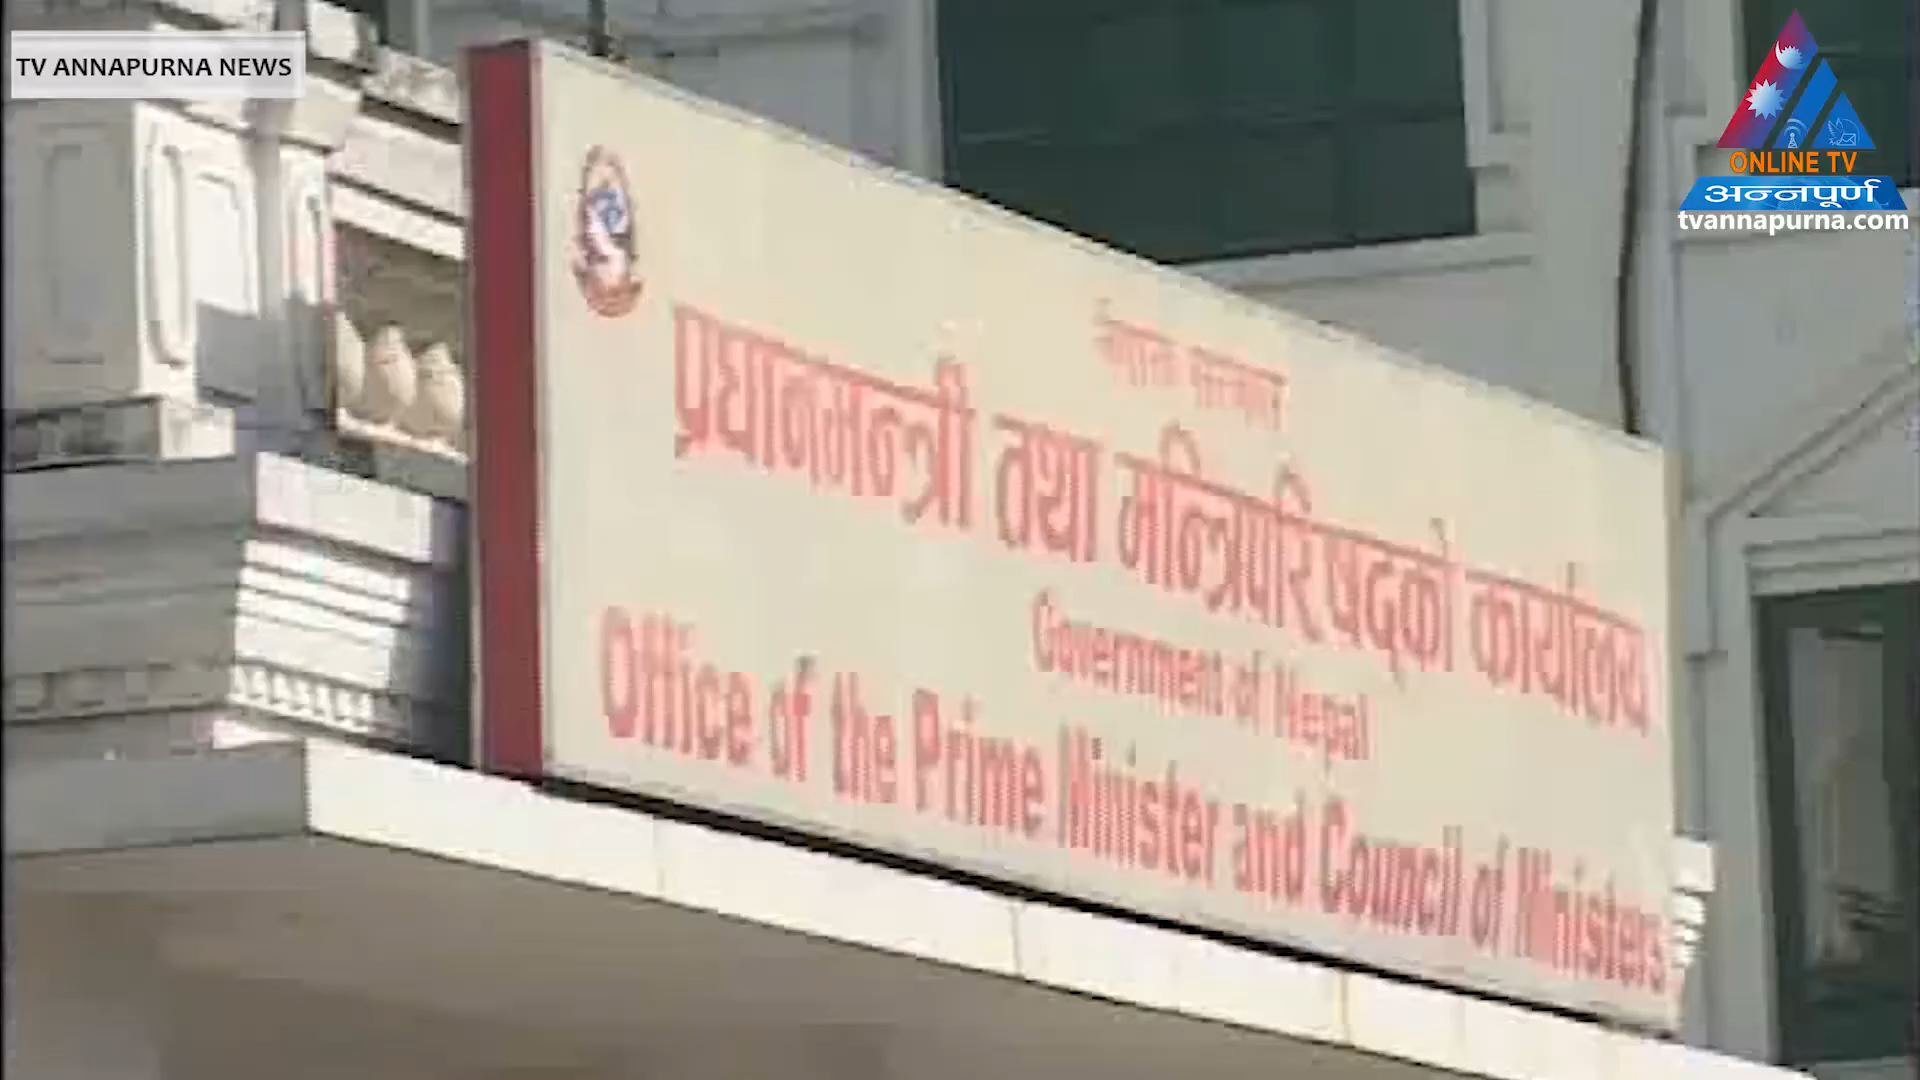 TV ANNAPURNA NEWS
ONLINE TV
अन्नपूर्ण
tvannapurna.com
नेपाल सरकार
प्रधानमन्त्री तथा मन्त्रिपरिषद्को कार्यालय
Government of Nepal
Office of the Prime Minister and Council of Ministers